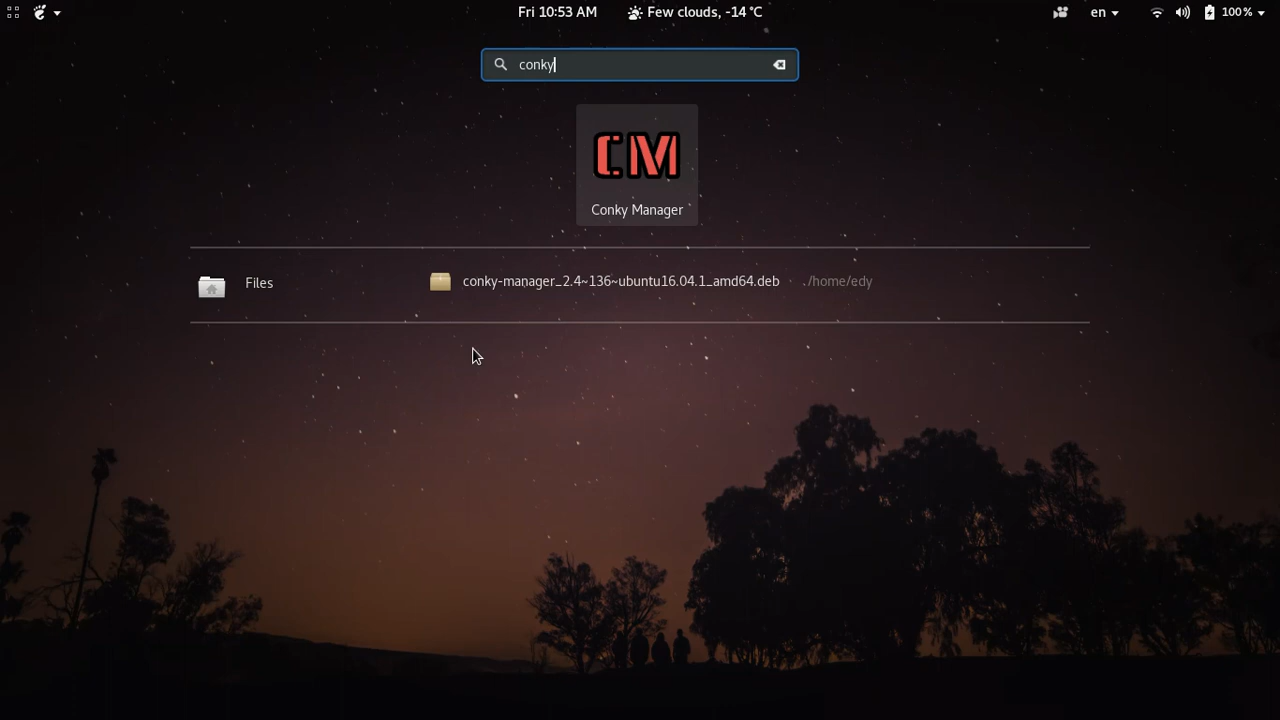 Fri 10:53 AM Few clouds, -14 °C en 100 %
conky
CM
Conky Manager
Files conky-manager_2.4~136~ubuntu16.04.1_amd64.deb · ./home/edy